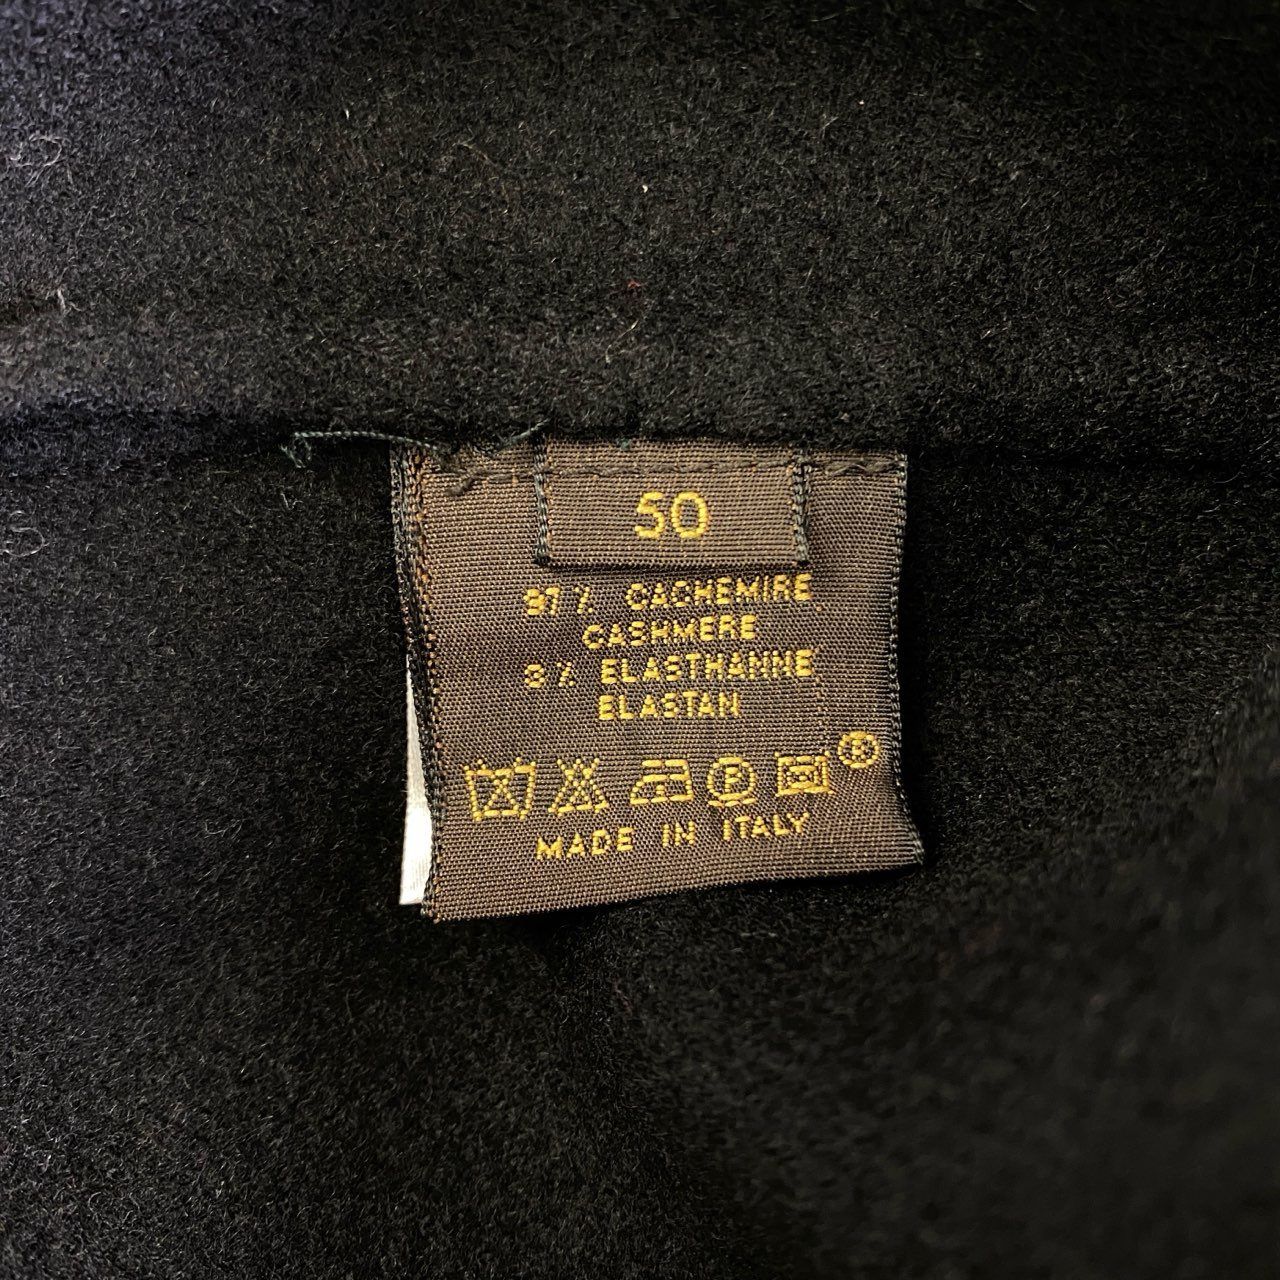 50
97% CACHEMIRE
CASHMERE
3% ELASTHANNE
ELASTAN
P
®
MADE IN ITALY